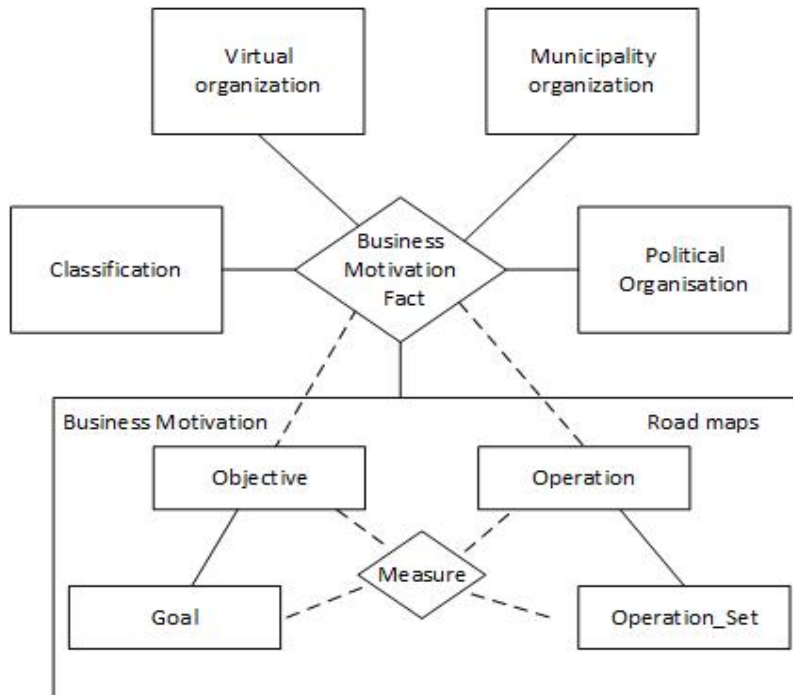 Virtual
organization
Municipality
organization
Classification
Business
Motivation
Fact
Political
Organisation
Business Motivation
Road maps
Objective
Operation
Measure
Goal
Operation_Set